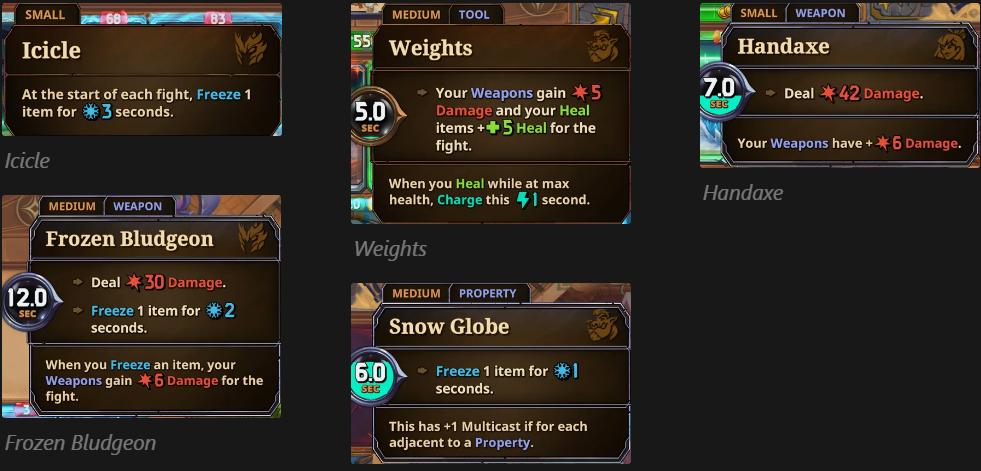 SMALL
68 83
Icicle
At the start of each fight, Freeze 1
item for 3 seconds.
Icicle
MEDIUM WEAPON
Frozen Bludgeon
12.0
SEC
Deal 30 Damage.
Freeze 1 item for 2
seconds.
When you Freeze an item, your
Weapons gain 6 Damage for the
fight.
Frozen Bludgeon
MEDIUM TOOL
55
Weights
5.0
SEC
Your Weapons gain 5
Damage and your Heal
items + 5 Heal for the
fight.
When you Heal while at max
health, Charge this 1 second.
Weights
MEDIUM PROPERTY
Snow Globe
6.0
SEC
Freeze 1 item for 1
seconds.
This has +1 Multicast if for each
adjacent to a Property.
SMALL WEAPON
Handaxe
7.0
SEC
Deal 42 Damage.
Your Weapons have + 6 Damage.
Handaxe